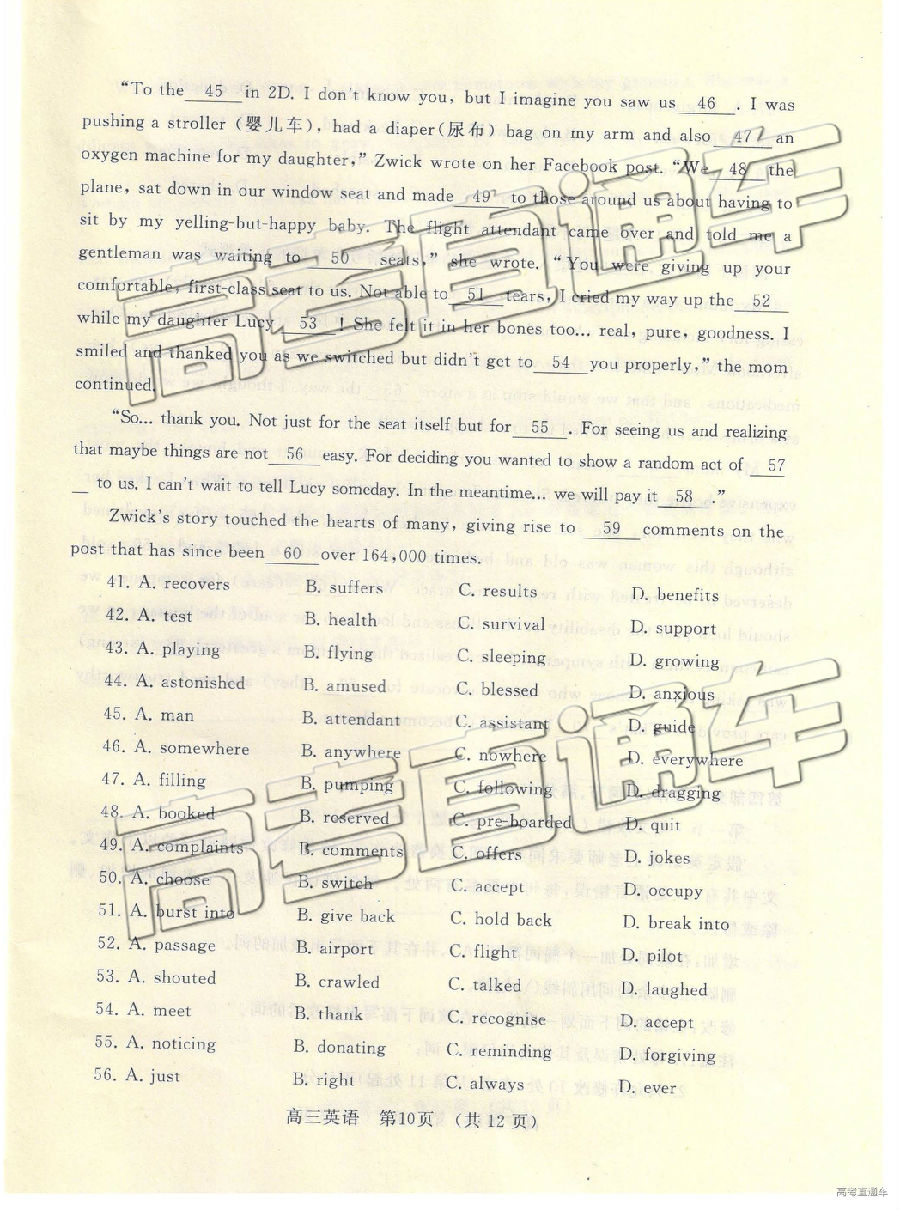 “To the 45 in 2D. I don't know you, but I imagine you saw us 46 . I was
pushing a stroller（婴儿车）, had a diaper(尿布) bag on my arm and also 47 an
oxygen machine for my daughter,” Zwick wrote on her Facebook post. “We 48 the
plane, sat down in our window seat and made 49 to those around us about having to
sit by my yelling-but-happy baby. The flight attendant came over and told me a
gentleman was waiting to 50 seats,” she wrote. “You were giving up your
comfortable, first-class seat to us. Not able to 51 tears, I cried my way up the 52
while my daughter Lucy 53 ! She felt it in her bones too... real, pure, goodness. I
smiled and thanked you as we switched but didn't get to 54 you properly,” the mom
continued.
“So... thank you. Not just for the seat itself but for 55 . For seeing us and realizing
that maybe things are not 56 easy. For deciding you wanted to show a random act of 57
to us. I can't wait to tell Lucy someday. In the meantime... we will pay it 58 .”
Zwick's story touched the hearts of many, giving rise to 59 comments on the
post that has since been 60 over 164,000 times.
41. A. recovers B. suffers C. results D. benefits
42. A. test B. health C. survival D. support
43. A. playing B. flying C. sleeping D. growing
44. A. astonished B. amused C. blessed D. anxious
45. A. man B. attendant C. assistant D. guide
46. A. somewhere B. anywhere C. nowhere D. everywhere
47. A. filling B. pumping C. following D. dragging
48. A. booked B. reserved C. pre-boarded D. quit
49. A. complaints B. comments C. offers D. jokes
50. A. choose B. switch C. accept D. occupy
51. A. burst into B. give back C. hold back D. break into
52. A. passage B. airport C. flight D. pilot
53. A. shouted B. crawled C. talked D. laughed
54. A. meet B. thank C. recognise D. accept
55. A. noticing B. donating C. reminding D. forgiving
56. A. just B. right C. always D. ever
高三英语 第10页 （共12页）
高考直通车
高考直通车
高考直通车